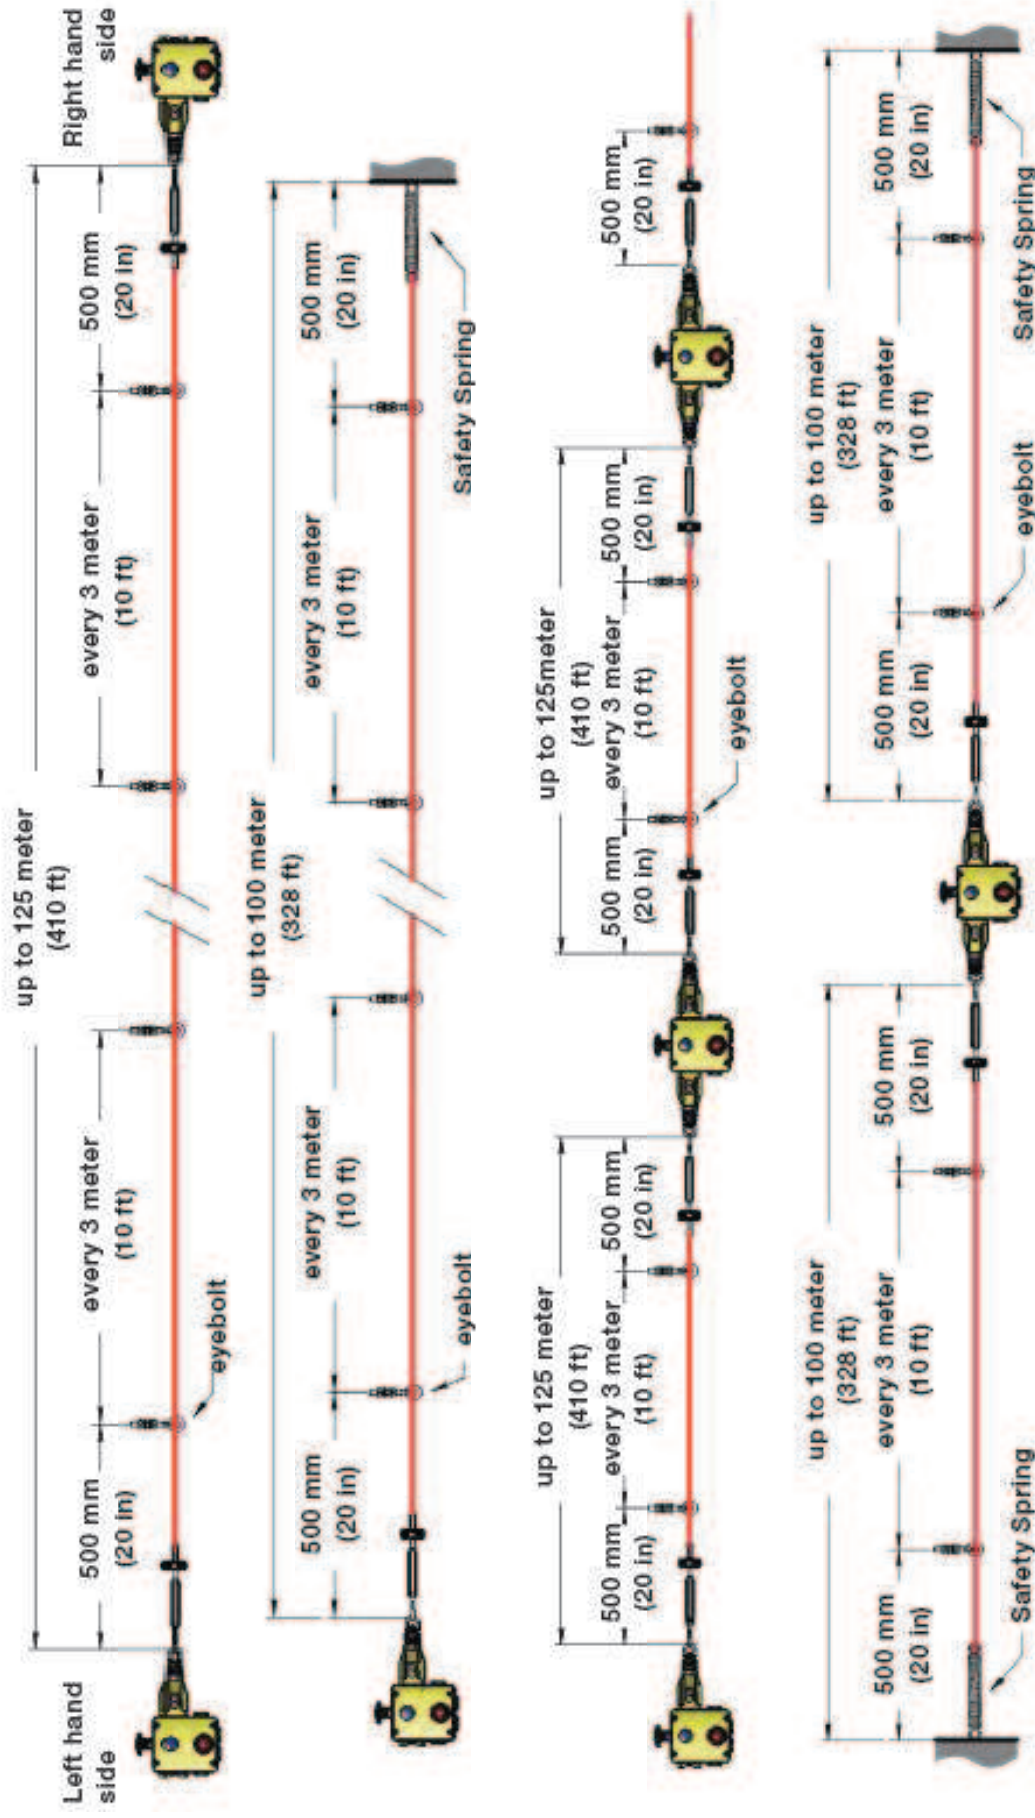 Left hand
side
Right hand
side
up to 125 meter
(410 ft)
500 mm
(20 in)
every 3 meter
(10 ft)
every 3 meter
(10 ft)
500 mm
(20 in)
eyebolt
up to 100 meter
(328 ft)
500 mm
(20 in)
every 3 meter
(10 ft)
every 3 meter
(10 ft)
500 mm
(20 in)
eyebolt
Safety Spring
up to 125 meter
(410 ft)
500 mm
(20 in)
every 3 meter
(10 ft)
500 mm
(20 in)
up to 125meter
(410 ft)
500 mm
(20 in)
every 3 meter
(10 ft)
500 mm
(20 in)
500 mm
(20 in)
eyebolt
up to 100 meter
(328 ft)
500 mm
(20 in)
every 3 meter
(10 ft)
500 mm
(20 in)
up to 100 meter
(328 ft)
500 mm
(20 in)
every 3 meter
(10 ft)
500 mm
(20 in)
Safety Spring
eyebolt
Safety Spring